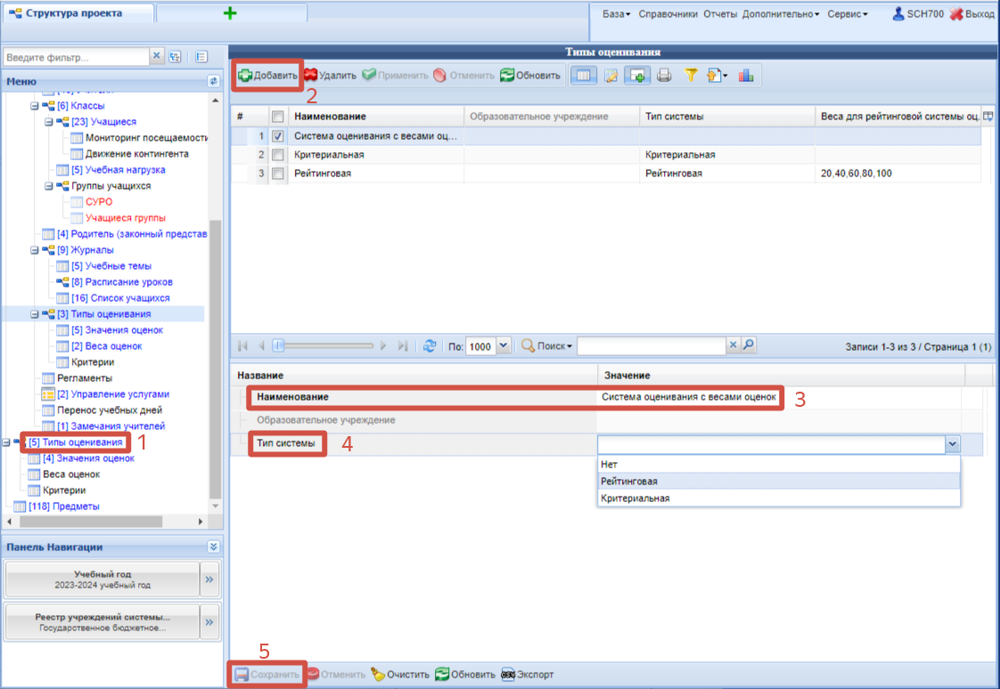 Структура проекта
База
Справочники
Отчеты
Дополнительно
Сервис
SCH700
Выход
Введите фильтр...
Меню
[6] Классы
[23] Учащиеся
Мониторинг посещаемости
Движение контингента
[5] Учебная нагрузка
Группы учащихся
СУРО
Учащиеся группы
[4] Родитель (законный представ
[9] Журналы
[5] Учебные темы
[8] Расписание уроков
[16] Список учащихся
[3] Типы оценивания
[5] Значения оценок
[2] Веса оценок
Критерии
Регламенты
[2] Управление услугами
Перенос учебных дней
[1] Замечания учителей
[5] Типы оценивания
1
[4] Значения оценок
Веса оценок
Критерии
[118] Предметы
Панель Навигации
Учебный год
2023-2024 учебный год
Реестр учреждений системы...
Государственное бюджетное...
Типы оценивания
Добавить
Удалить
Применить
Отменить
Обновить
2
# Наименование Образовательное учреждение Тип системы Веса для рейтинговой системы оц.
1 Система оценивания с весами оц...
2 Критериальная Критериальная
3 Рейтинговая Рейтинговая 20,40,60,80,100
По: 1000
Поиск
Записи 1-3 из 3 / Страница 1 (1)
Название Значение
Наименование Система оценивания с весами оценок
3
Образовательное учреждение
Тип системы
4
Нет
Рейтинговая
Критериальная
5
Сохранить
Отменить
Очистить
Обновить
Экспорт